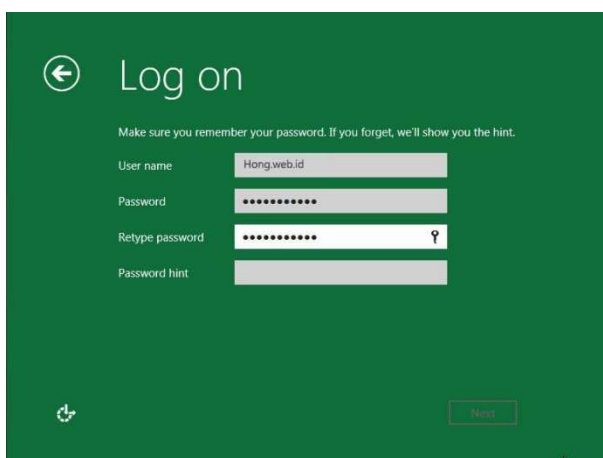 Log on
Make sure you remember your password. If you forget, we'll show you the hint.
User name Hong.web.id
Password •••••••••••
Retype password •••••••••••
Password hint
Next